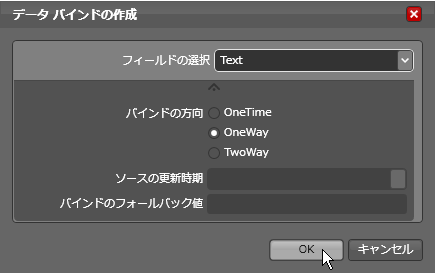 データ バインドの作成
フィールドの選択 Text
バインドの方向 OneTime
OneWay
TwoWay
ソースの更新時期
バインドのフォールバック値
OK キャンセル